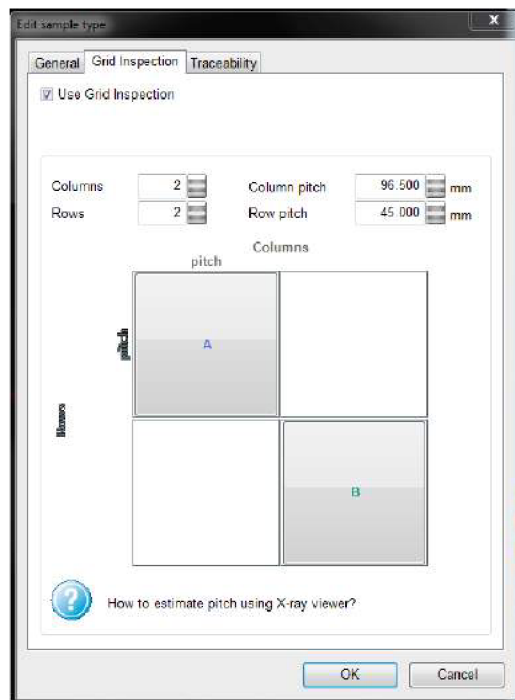 Edit sample type
X
General Grid Inspection Traceability
Use Grid Inspection
Columns 2 Column pitch 96.500 mm
Rows 2 Row pitch 45.000 mm
Columns
pitch
pitch
A
Rows
B
? How to estimate pitch using X-ray viewer?
OK Cancel